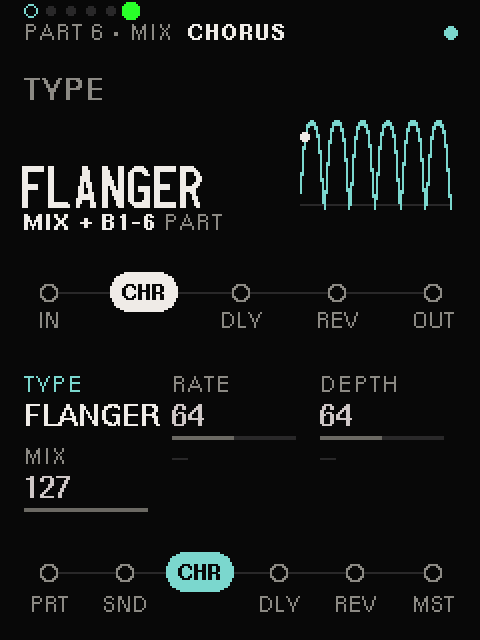 PART 6 · MIX CHORUS
TYPE
FLANGER
MIX + B1-6 PART
CHR
IN DLY REV OUT
TYPE RATE DEPTH
FLANGER 64 64
MIX — —
127
CHR
PRT SND DLY REV MST